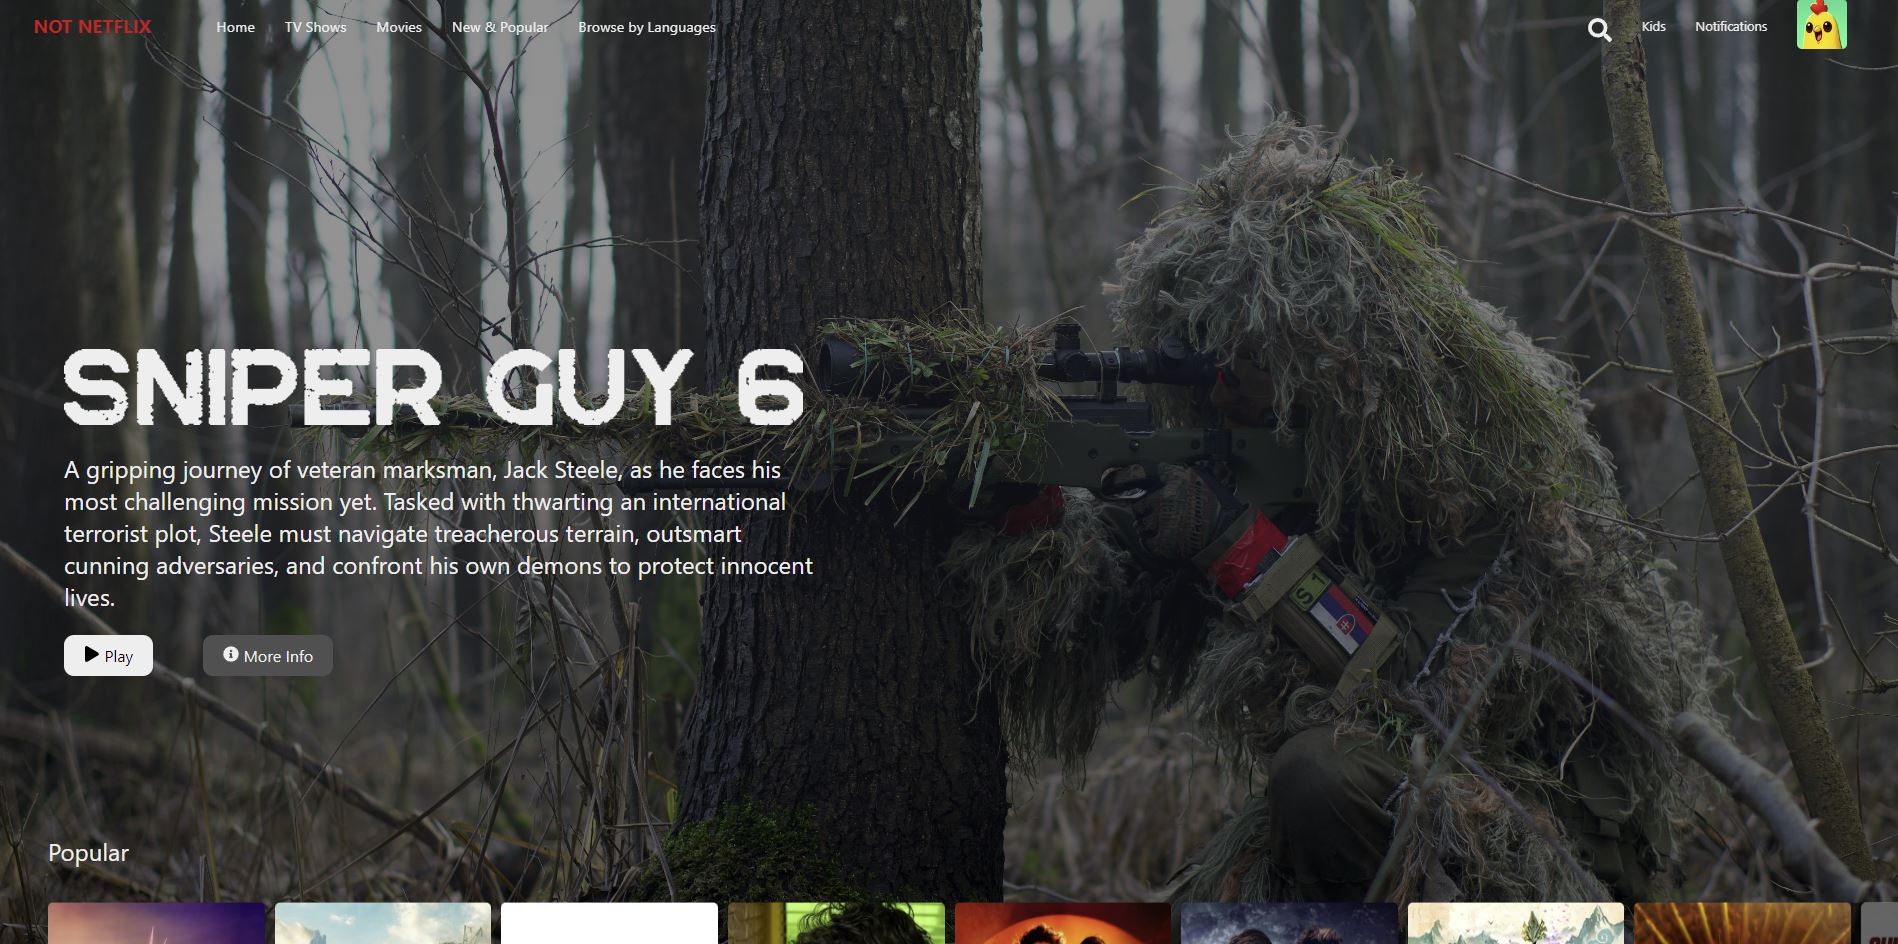 NOT NETFLIX
Home
TV Shows
Movies
New & Popular
Browse by Languages
Kids
Notifications
SNIPER GUY 6
A gripping journey of veteran marksman, Jack Steele, as he faces his
most challenging mission yet. Tasked with thwarting an international
terrorist plot, Steele must navigate treacherous terrain, outsmart
cunning adversaries, and confront his own demons to protect innocent
lives.
Play
More Info
S 1
Popular